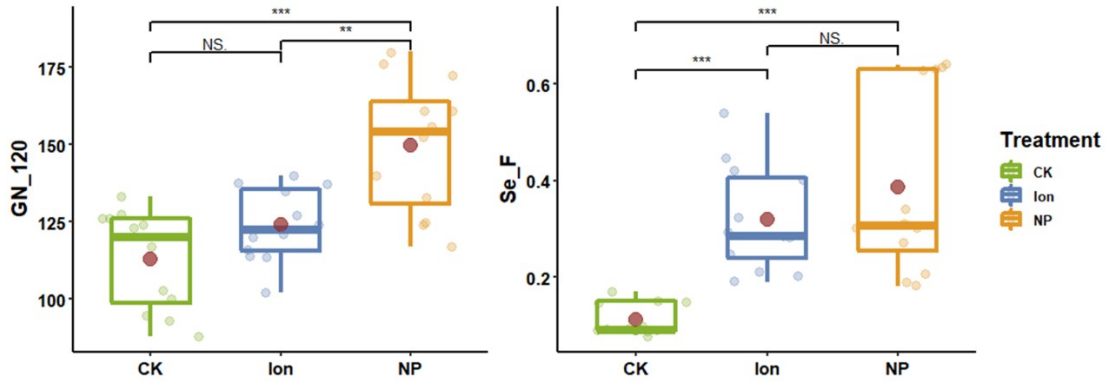 ***
NS.
**
175
150
125
100
GN_120
CK
Ion
NP
***
NS.
***
0.6
0.4
0.2
Se_F
CK
Ion
NP
Treatment
CK
Ion
NP